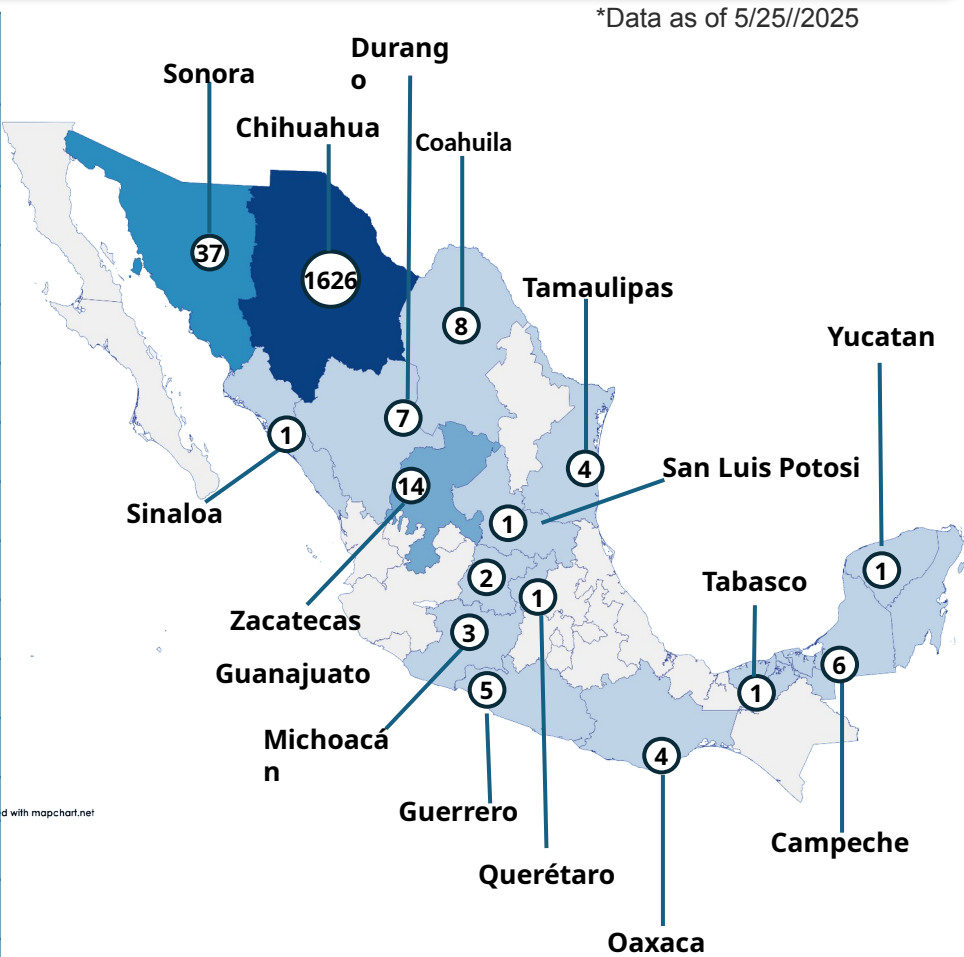 *Data as of 5/25//2025
Durang
o
Sonora
Chihuahua
Coahuila
37
1626
Tamaulipas
8
Yucatan
7
1
4
San Luis Potosi
14
Sinaloa
1
1
2
Tabasco
1
Zacatecas
3
6
Guanajuato
5
1
Michoacá
n
4
d with mapchart.net
Guerrero
Campeche
Querétaro
Oaxaca